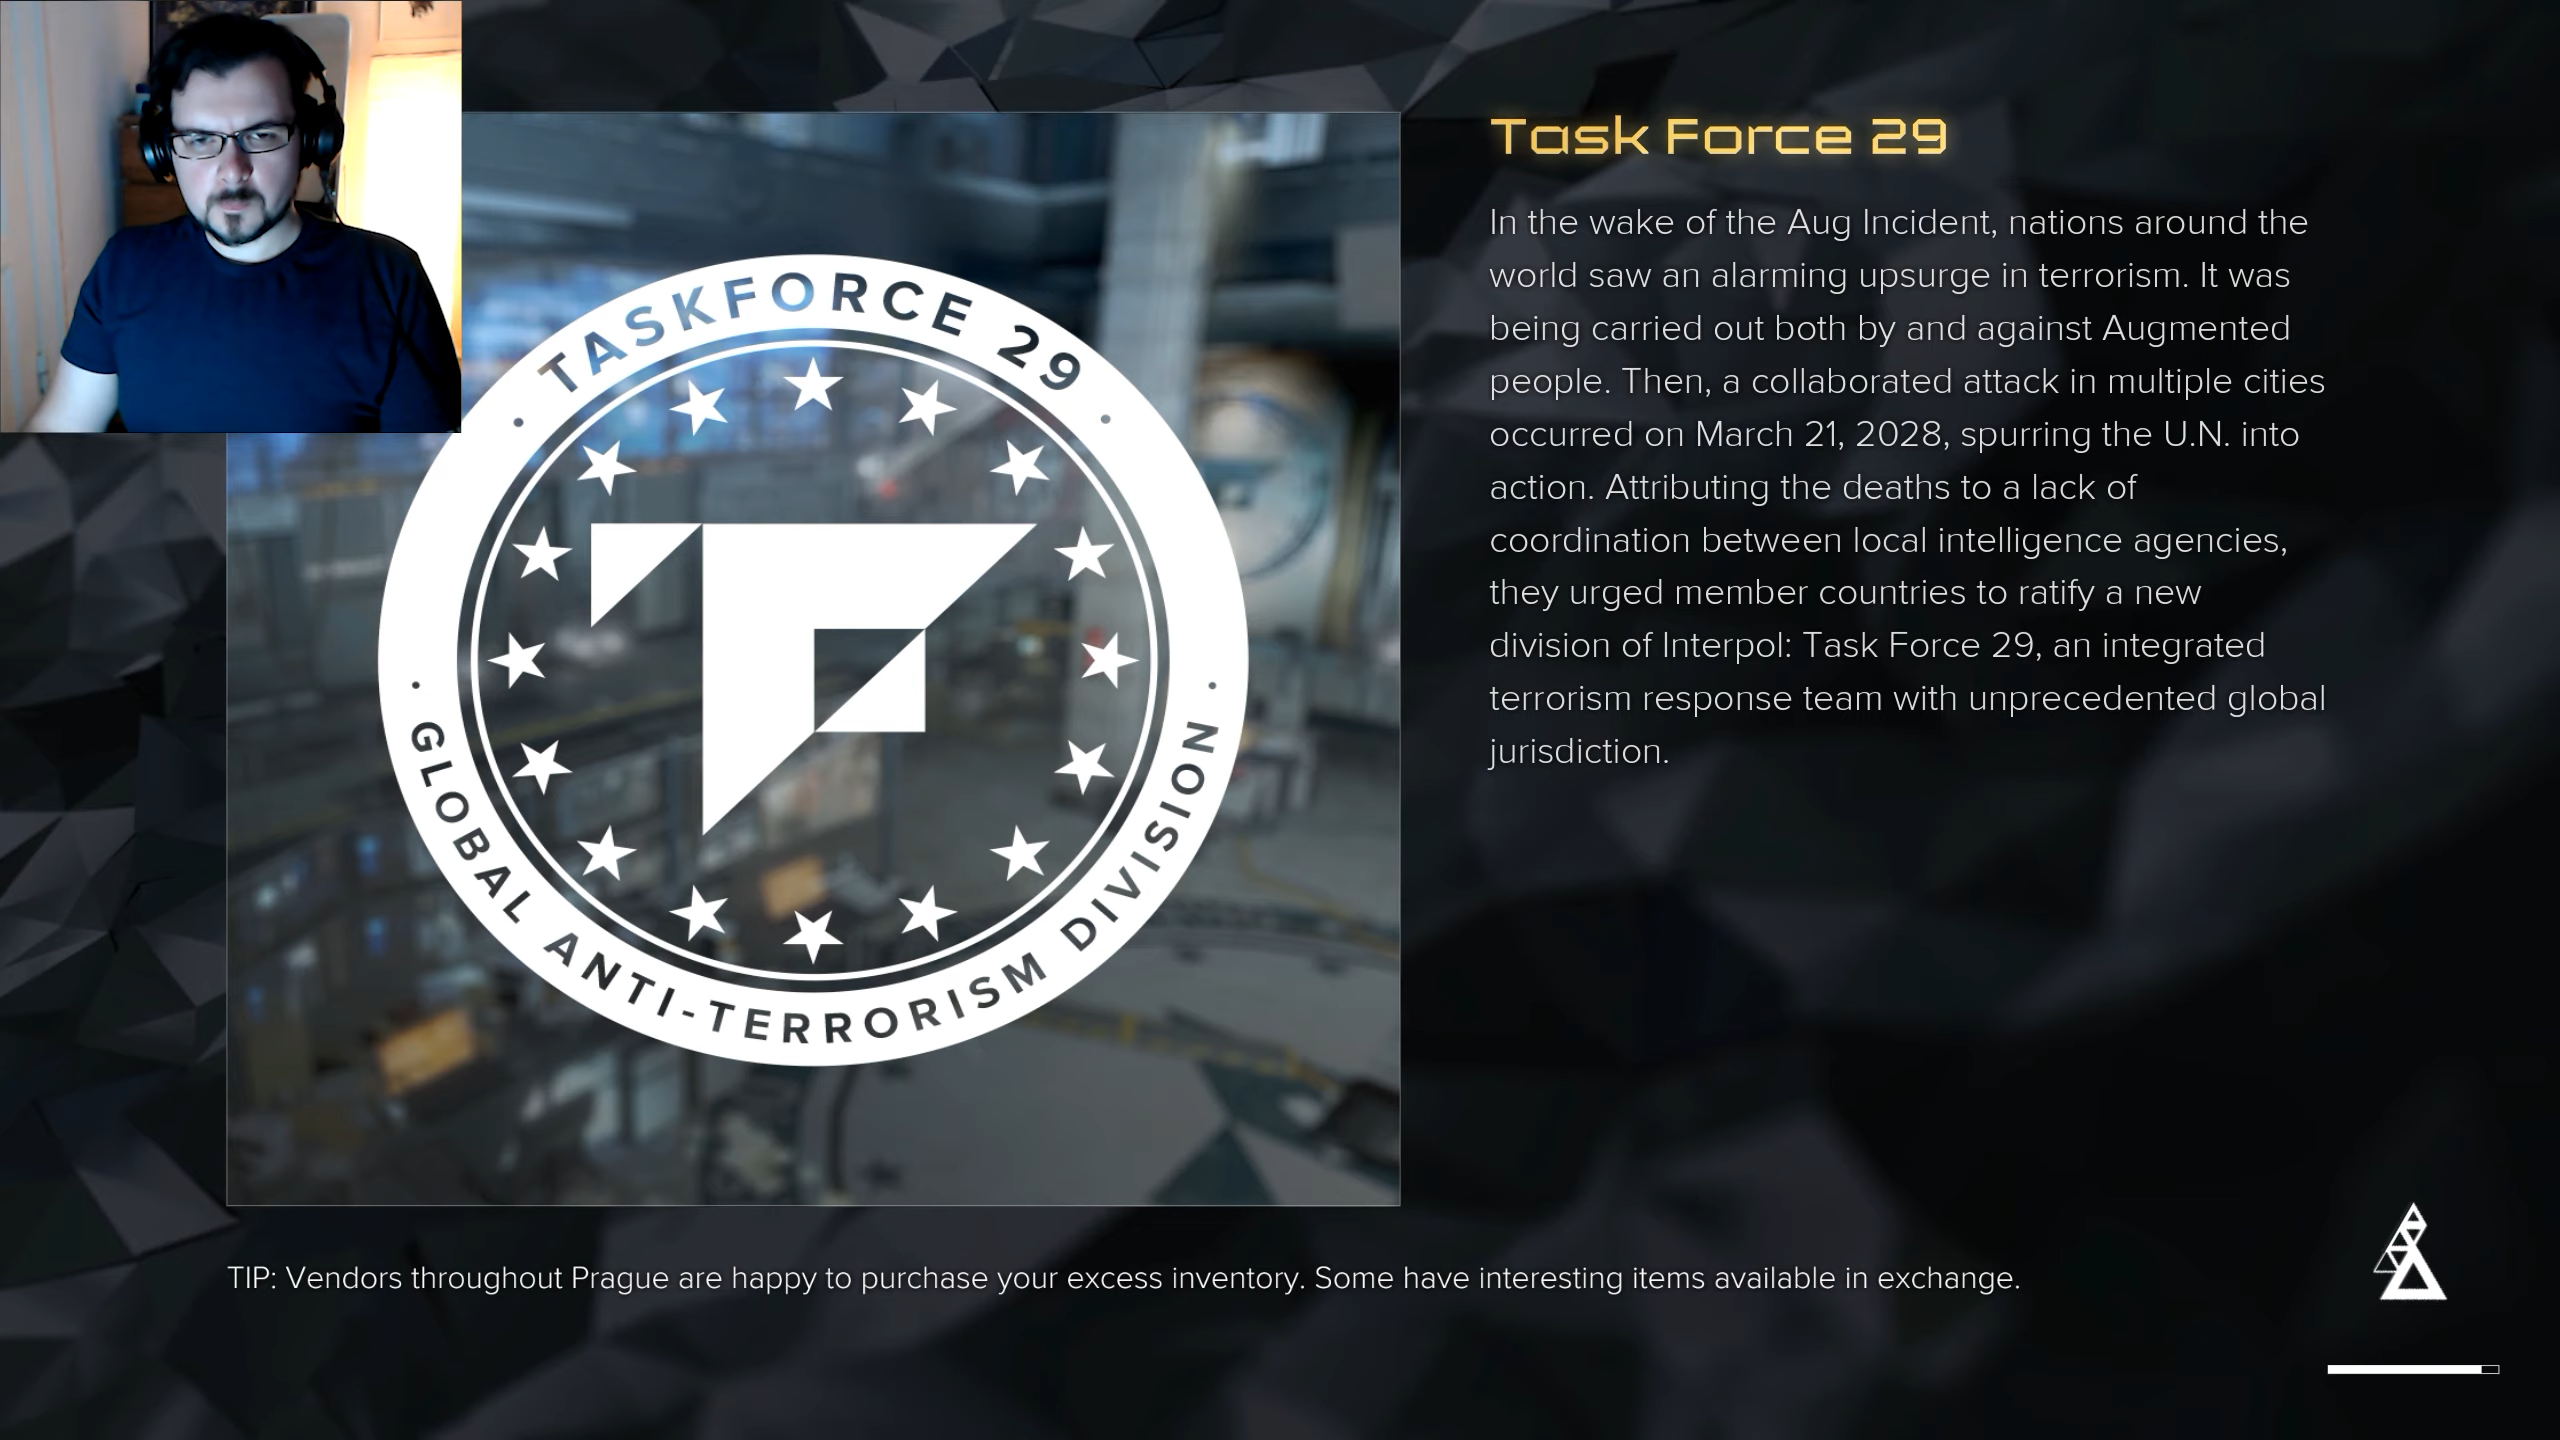 TASKFORCE 29
GLOBAL ANTI-TERRORISM DIVISION
Task Force 29
In the wake of the Aug Incident, nations around the
world saw an alarming upsurge in terrorism. It was
being carried out both by and against Augmented
people. Then, a collaborated attack in multiple cities
occurred on March 21, 2028, spurring the U.N. into
action. Attributing the deaths to a lack of
coordination between local intelligence agencies,
they urged member countries to ratify a new
division of Interpol: Task Force 29, an integrated
terrorism response team with unprecedented global
jurisdiction.
TIP: Vendors throughout Prague are happy to purchase your excess inventory. Some have interesting items available in exchange.